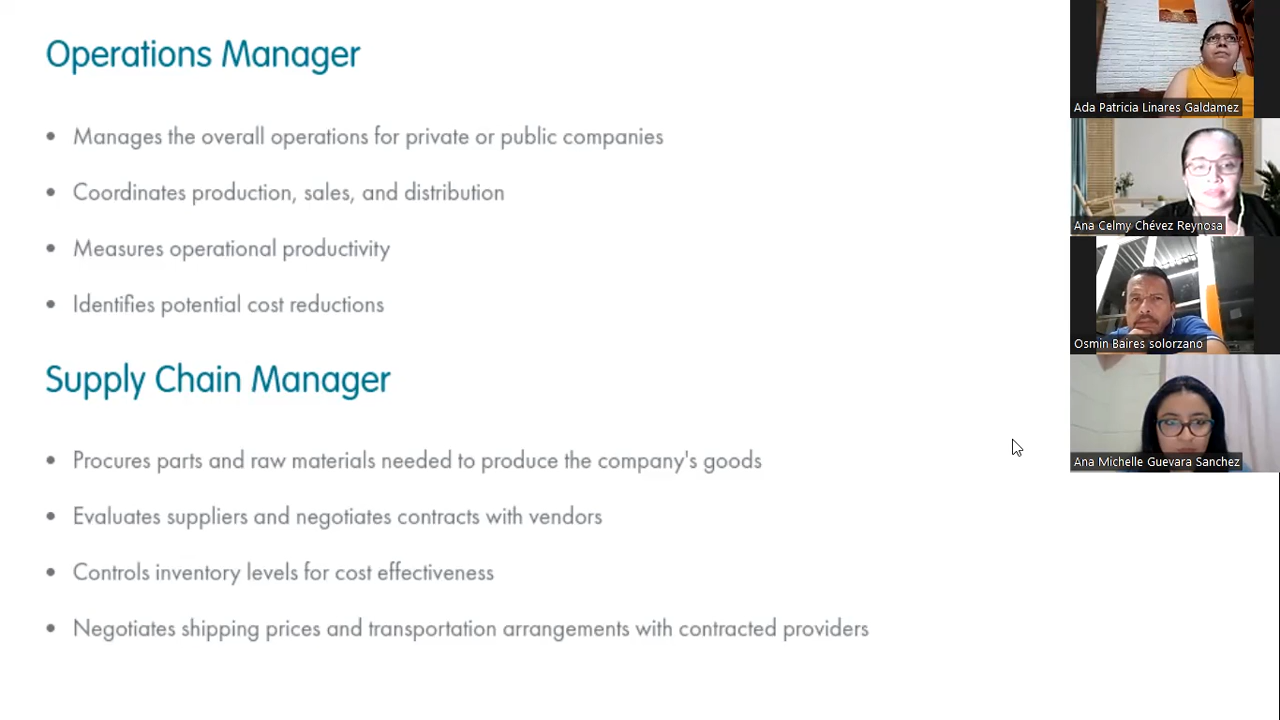 Operations Manager
• Manages the overall operations for private or public companies
• Coordinates production, sales, and distribution
• Measures operational productivity
• Identifies potential cost reductions
Supply Chain Manager
• Procures parts and raw materials needed to produce the company's goods
• Evaluates suppliers and negotiates contracts with vendors
• Controls inventory levels for cost effectiveness
• Negotiates shipping prices and transportation arrangements with contracted providers
Ada Patricia Linares Galdamez
Ana Celmy Chévez Reynosa
Osmin Baires solorzano
Ana Michelle Guevara Sanchez